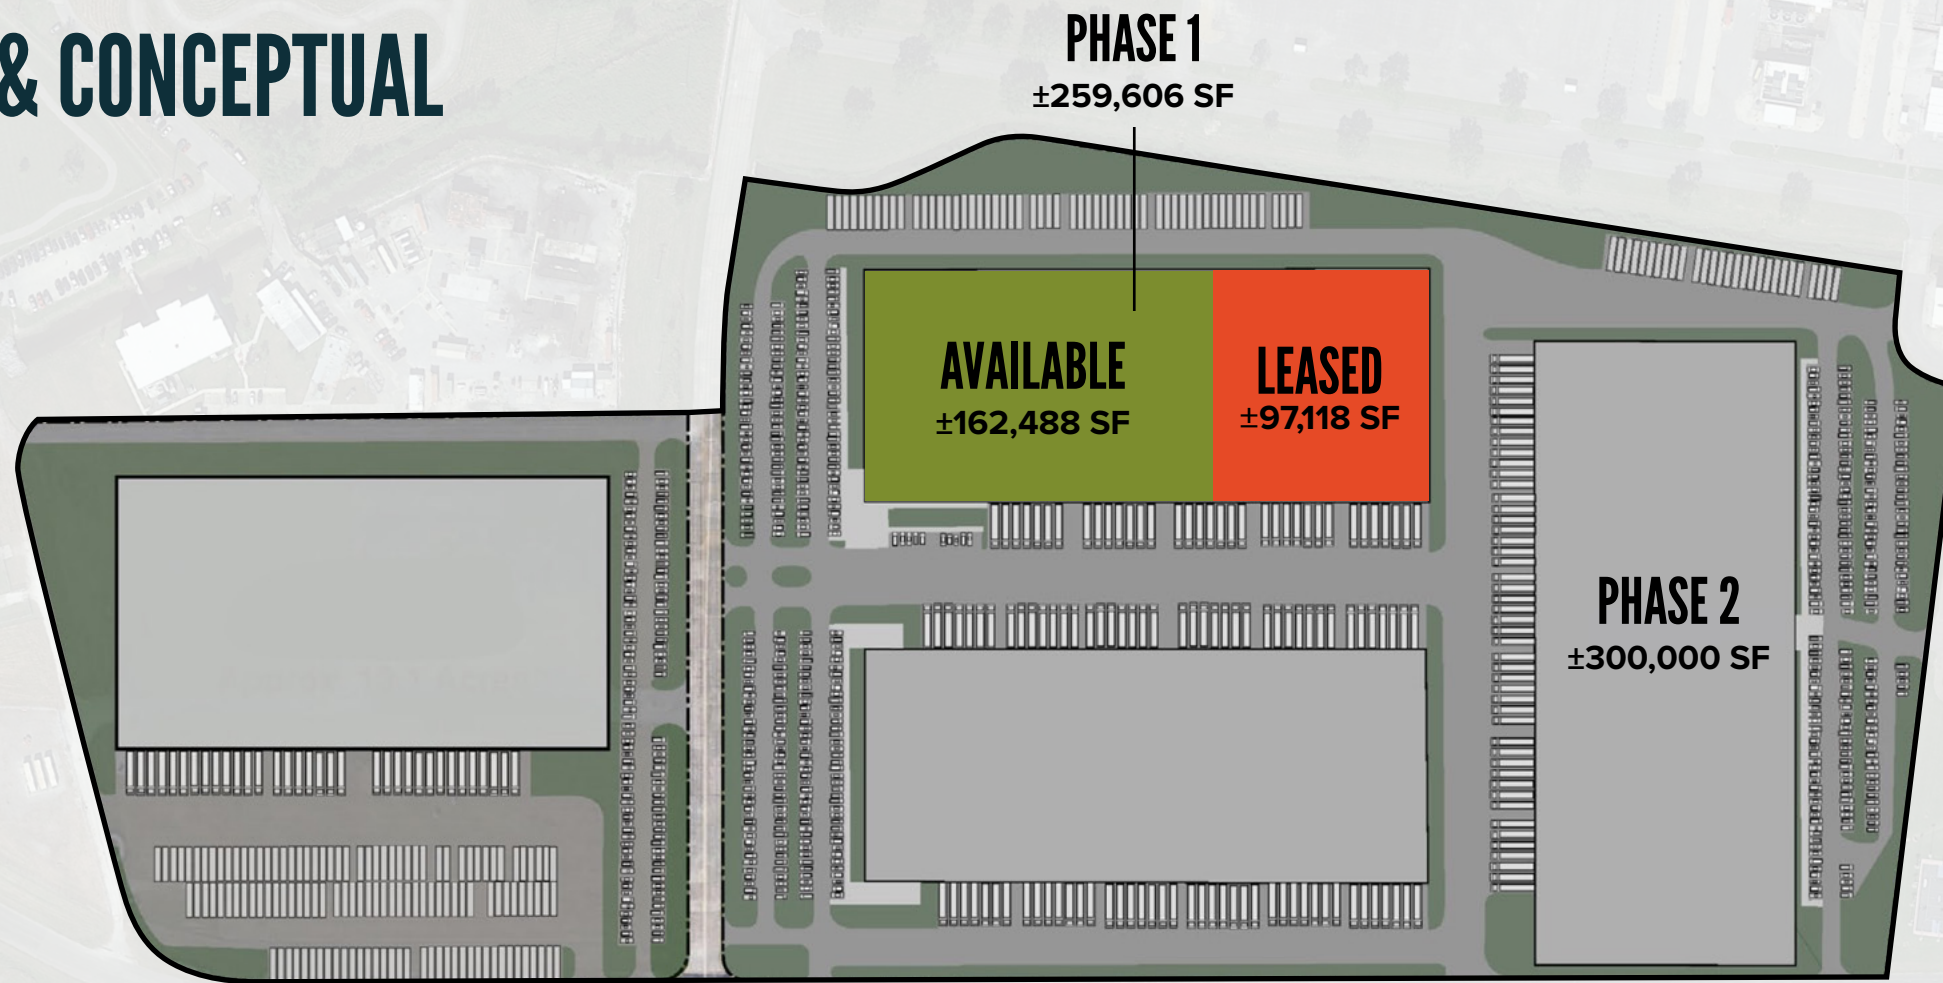 & CONCEPTUAL
PHASE 1
±259,606 SF
AVAILABLE
±162,488 SF
LEASED
±97,118 SF
PHASE 2
±300,000 SF